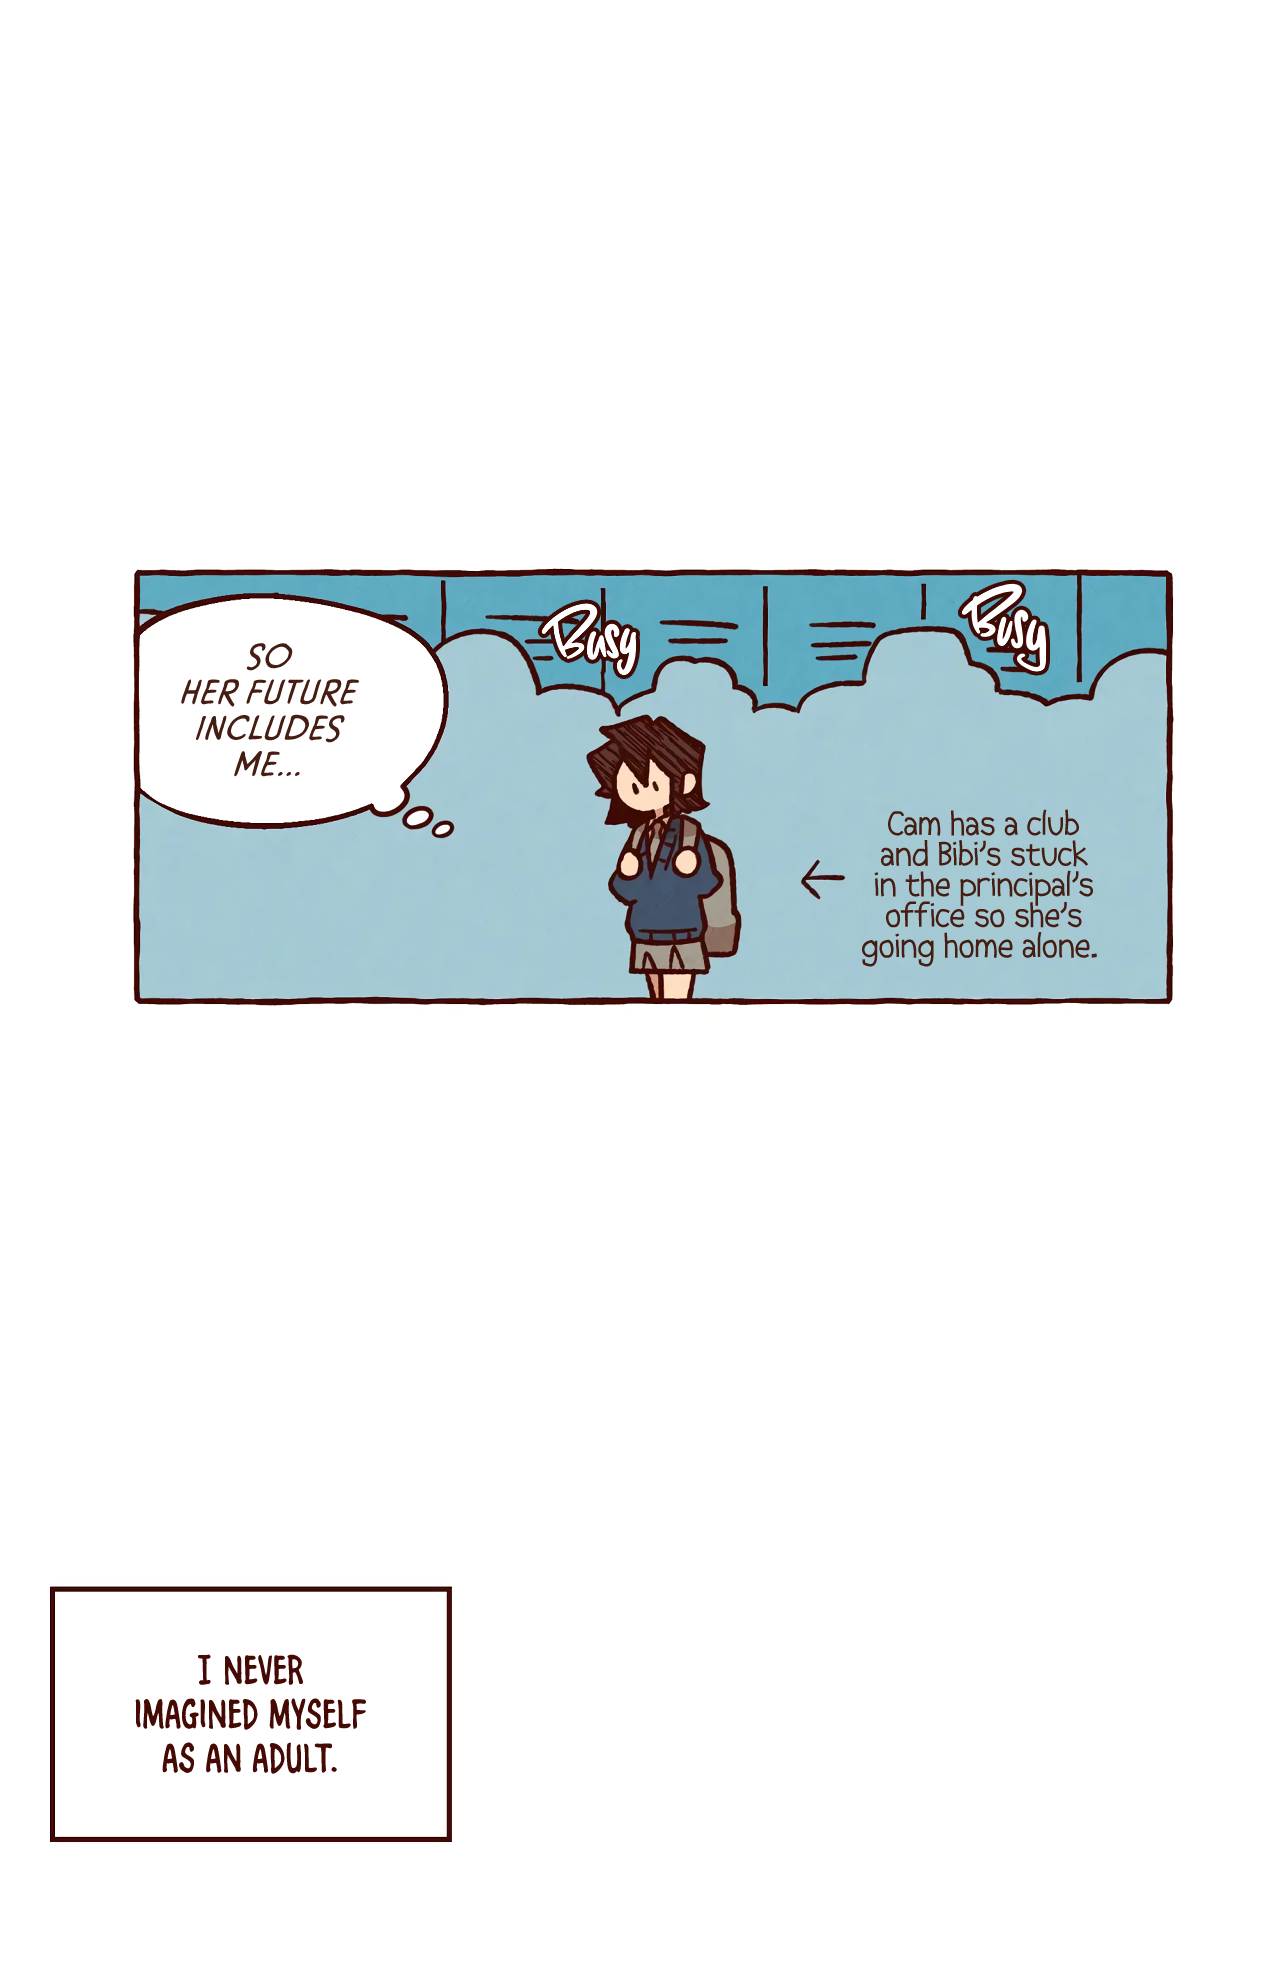 SO
HER FUTURE
INCLUDES
ME...
Busy
Busy
Cam has a club
and Bibi's stuck
in the principal's
office so she's
going home alone.
I NEVER
IMAGINED MYSELF
AS AN ADULT.